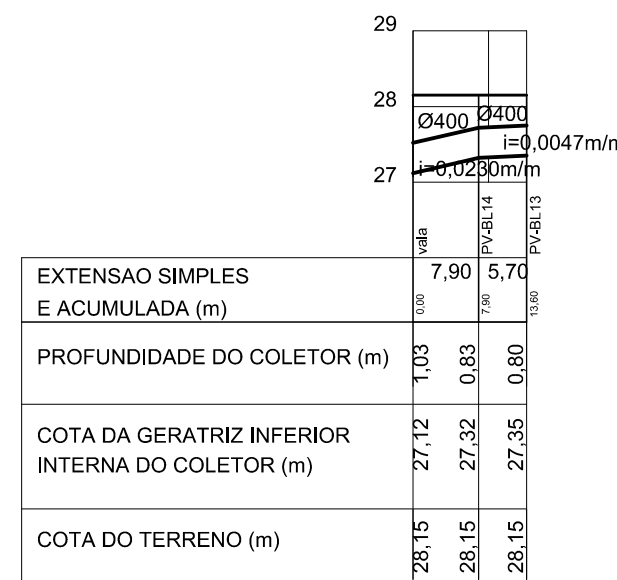 29
28
27
Ø400
Ø400
i=0,0047m/m
i=0,0230m/m
vala
PV-BL14
PV-BL13
EXTENSAO SIMPLES
E ACUMULADA (m)
7,90
5,70
0,00
7,90
13,60
PROFUNDIDADE DO COLETOR (m)
1,03
0,83
0,80
COTA DA GERATRIZ INFERIOR
INTERNA DO COLETOR (m)
27,12
27,32
27,35
COTA DO TERRENO (m)
28,15
28,15
28,15